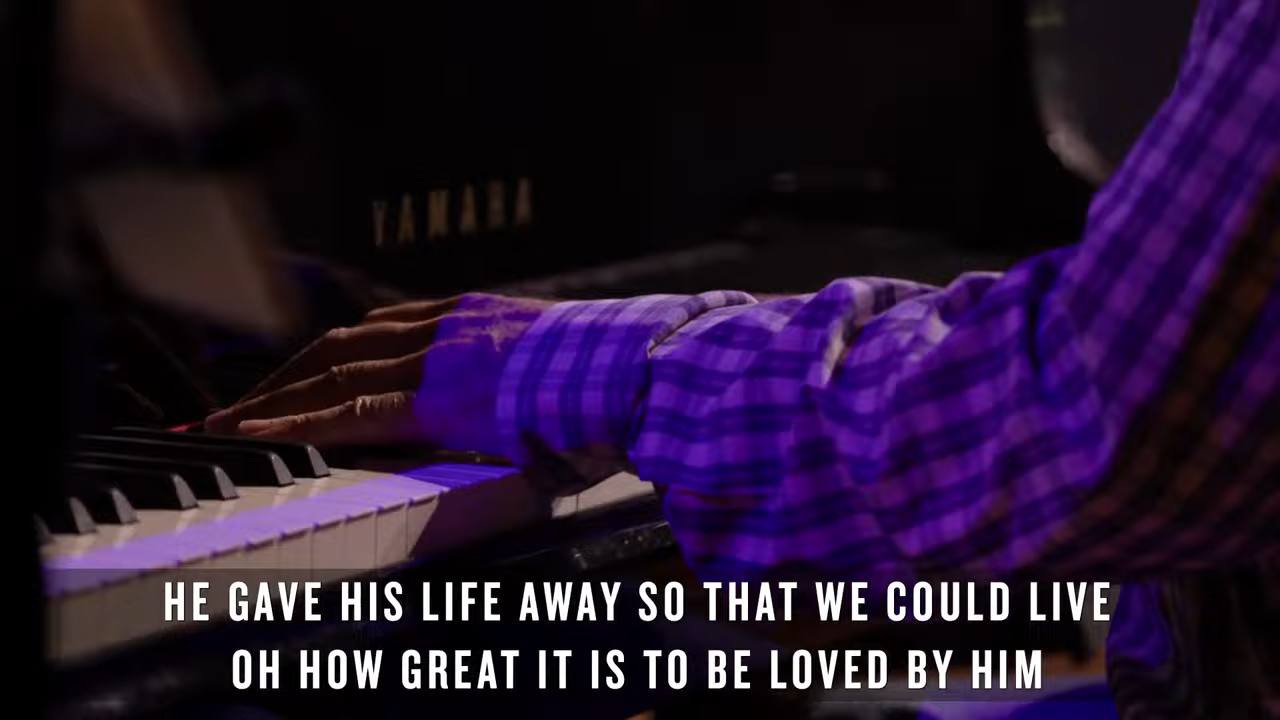 YAMAHA
HE GAVE HIS LIFE AWAY SO THAT WE COULD LIVE
OH HOW GREAT IT IS TO BE LOVED BY HIM